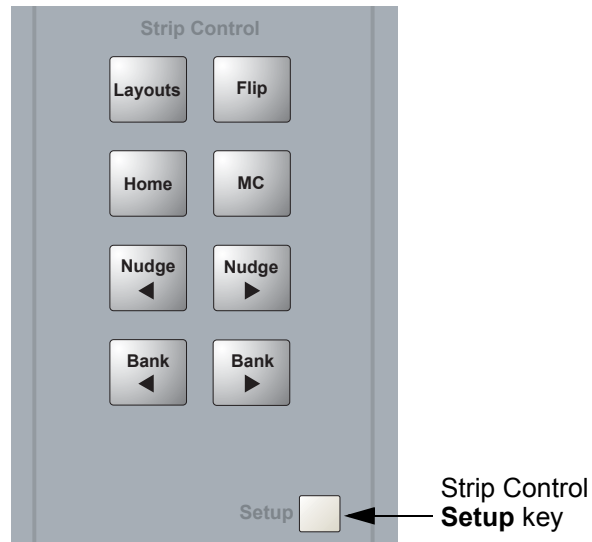 Strip Control
Layouts
Flip
Home
MC
Nudge
Nudge
Bank
Bank
Setup
Strip Control
Setup key